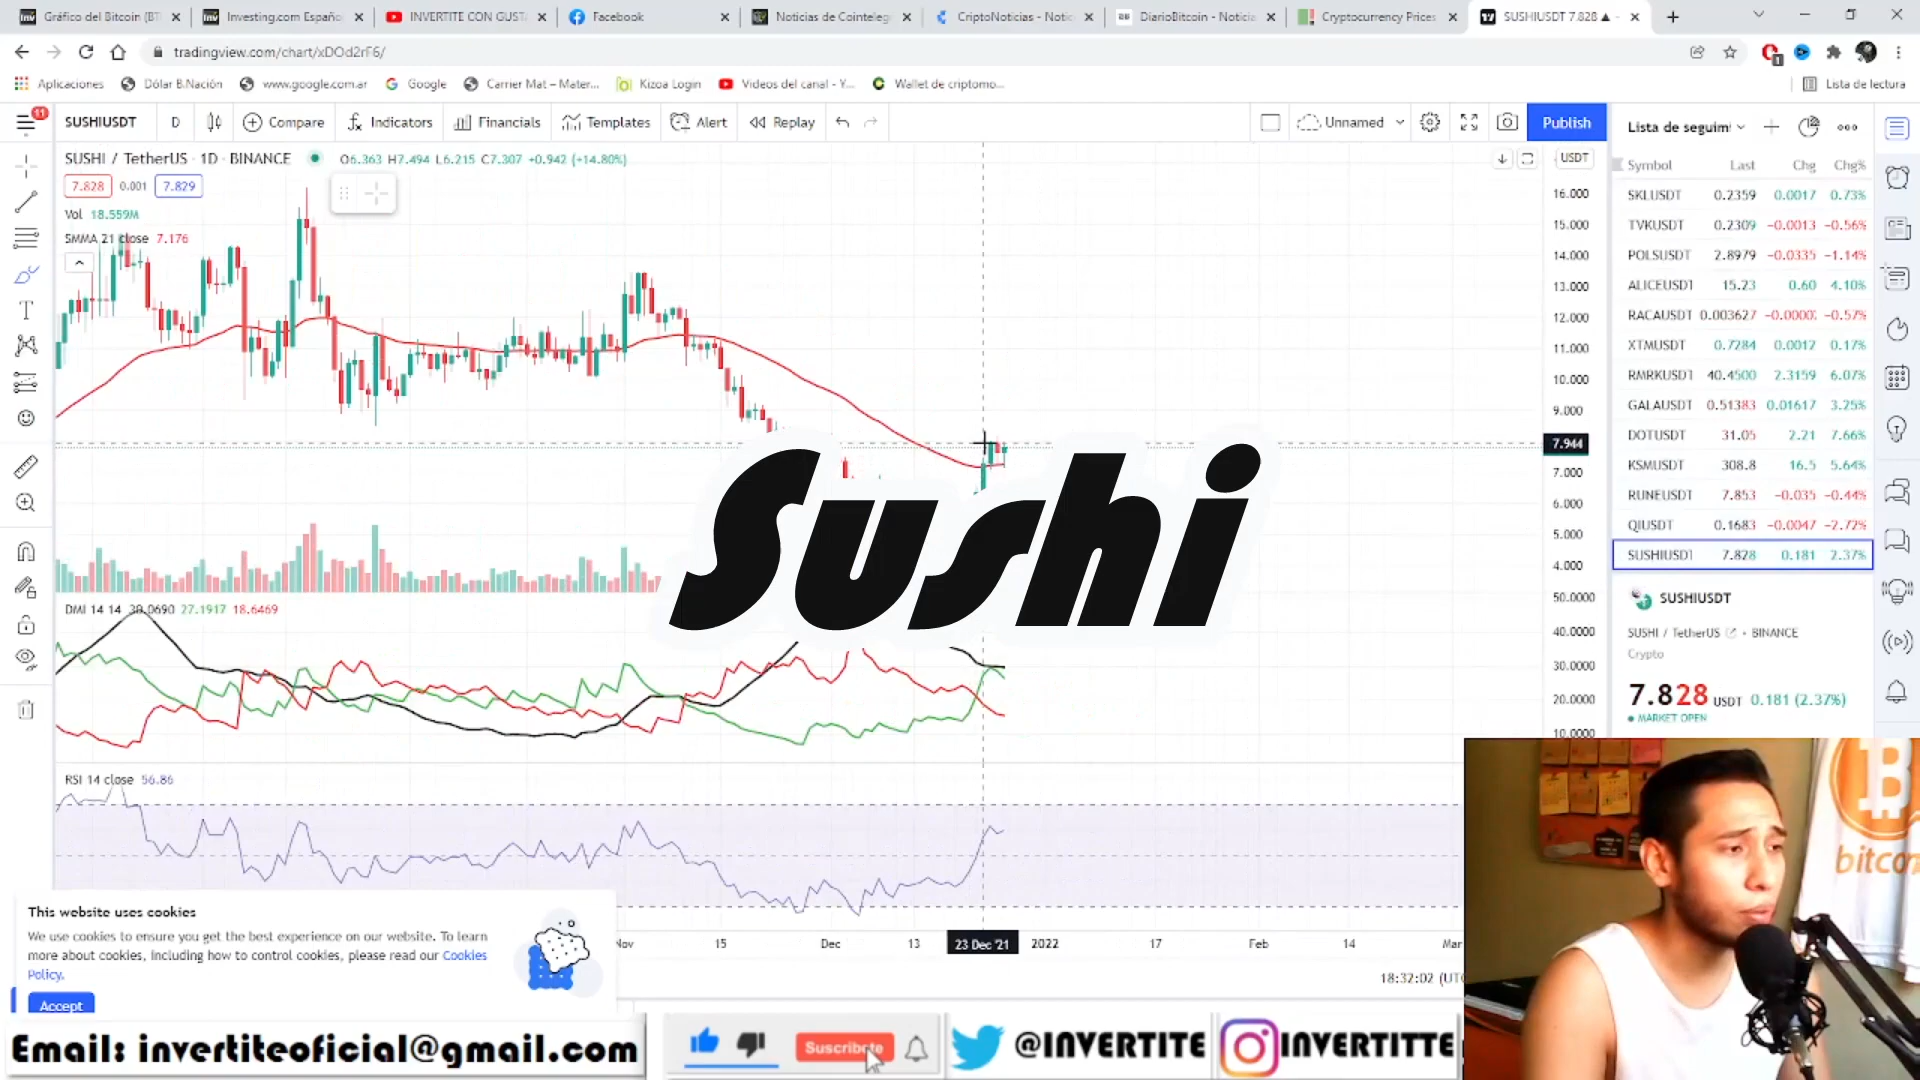 Gráfico del Bitcoin (BT
Investing.com Español
INVERTITE CON GUST
Facebook
Noticias de Cointeleg
CriptoNoticias - Notic
DiarioBitcoin - Noticia
Cryptocurrency Prices
SUSHIUSDT 7.828 ▲
tradingview.com/chart/xDOd2rF6/
Aplicaciones
Dólar B.Nación
www.google.com.ar
Google
Carrier Mat – Mater...
Kizoa Login
Videos del canal - Y...
Wallet de criptomo...
Lista de lectura
11
SUSHIUSDT
D
Compare
Indicators
Financials
Templates
Alert
Replay
Unnamed
Publish
SUSHI / TetherUS · 1D · BINANCE
O6.363 H7.494 L6.215 C7.307 +0.942 (+14.80%)
7.828 0.001 7.829
Vol 18.559M
SMMA 21 close 7.176
USDT
16.000
15.000
14.000
13.000
12.000
11.000
10.000
9.000
7.944
7.000
6.000
5.000
4.000
Sushi
DMI 14 14 30.0690 27.1917 18.6469
50.0000
40.0000
30.0000
20.0000
10.0000
RSI 14 close 56.86
Nov
15
Dec
13
23 Dec '21
2022
17
Feb
14
Mar
18:32:02 (UTC
Lista de seguim
Symbol Last Chg Chg%
SKLUSDT 0.2359 0.0017 0.73%
TVKUSDT 0.2309 −0.0013 −0.56%
POLSUSDT 2.8979 −0.0335 −1.14%
ALICEUSDT 15.23 0.60 4.10%
RACAUSDT 0.003627 −0.0000 −0.57%
XTMUSDT 0.7284 0.0012 0.17%
RMRKUSDT 40.4500 2.3159 6.07%
GALAUSDT 0.51383 0.01617 3.25%
DOTUSDT 31.05 2.21 7.66%
KSMUSDT 308.8 16.5 5.64%
RUNEUSDT 7.853 −0.035 −0.44%
QIUSDT 0.1683 −0.0047 −2.72%
SUSHIUSDT 7.828 0.181 2.37%
SUSHIUSDT
SUSHI / TetherUS • BINANCE
Crypto
7.828 USDT 0.181 (2.37%)
MARKET OPEN
bitcoin
This website uses cookies
We use cookies to ensure you get the best experience on our website. To learn
more about cookies, including how to control cookies, please read our Cookies
Policy.
Accept
Email: invertiteoficial@gmail.com
Suscribete
@INVERTITE
INVERTITTE